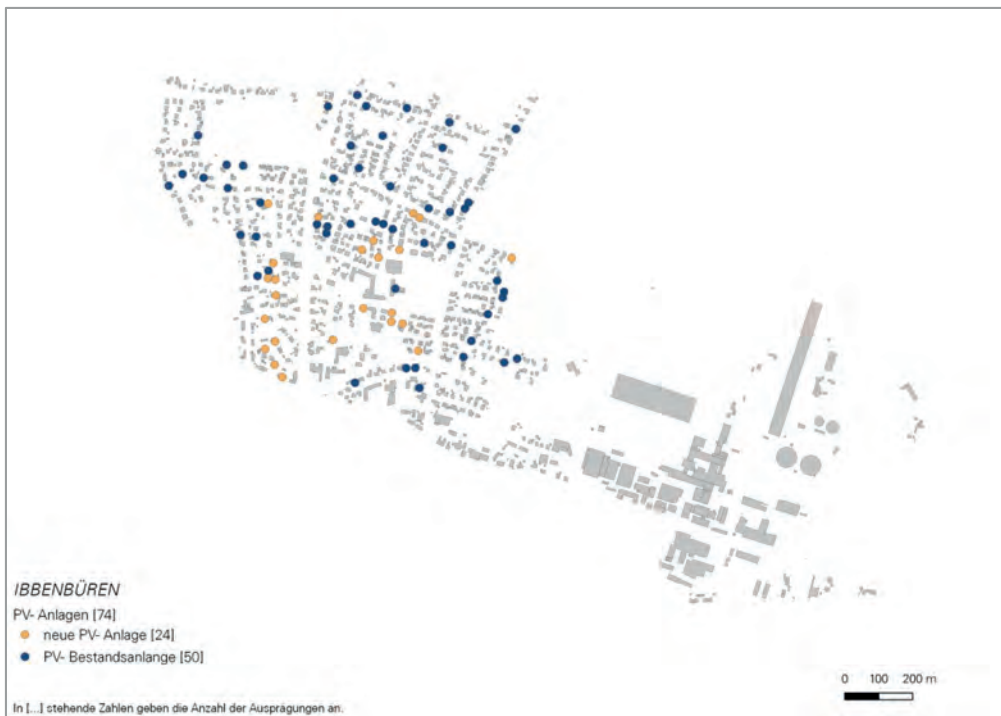 IBBENBÜREN
PV- Anlagen [74]
neue PV- Anlage [24]
PV- Bestandsanlange [50]
In [...] stehende Zahlen geben die Anzahl der Ausprägungen an.
0 100 200 m